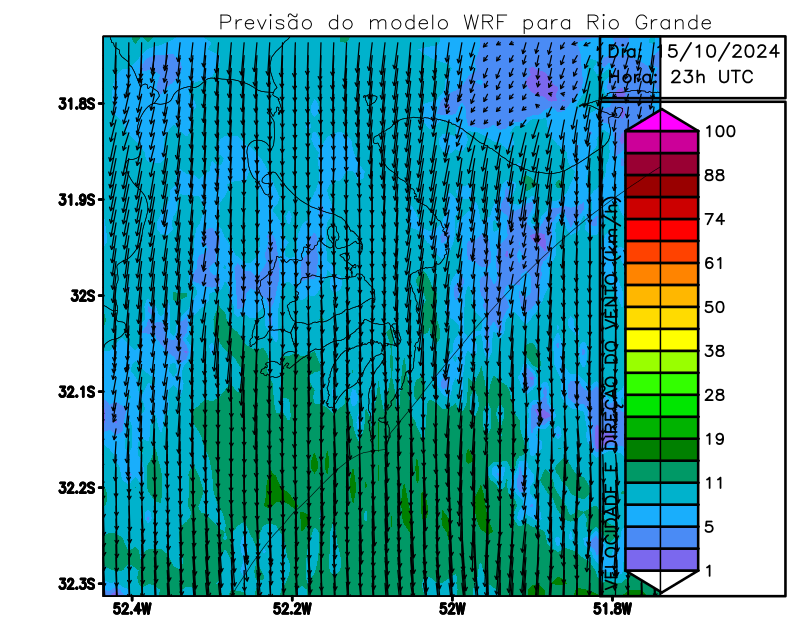 Previsão do modelo WRF para Rio Grande
Dia: 15/10/2024
Hora: 23h UTC
31.8S
31.9S
32S
32.1S
32.2S
32.3S
52.4W
52.2W
52W
51.8W
VELOCIDADE E DIREÇÃO DO VENTO (km/h)
100
88
74
61
50
38
28
19
11
5
1